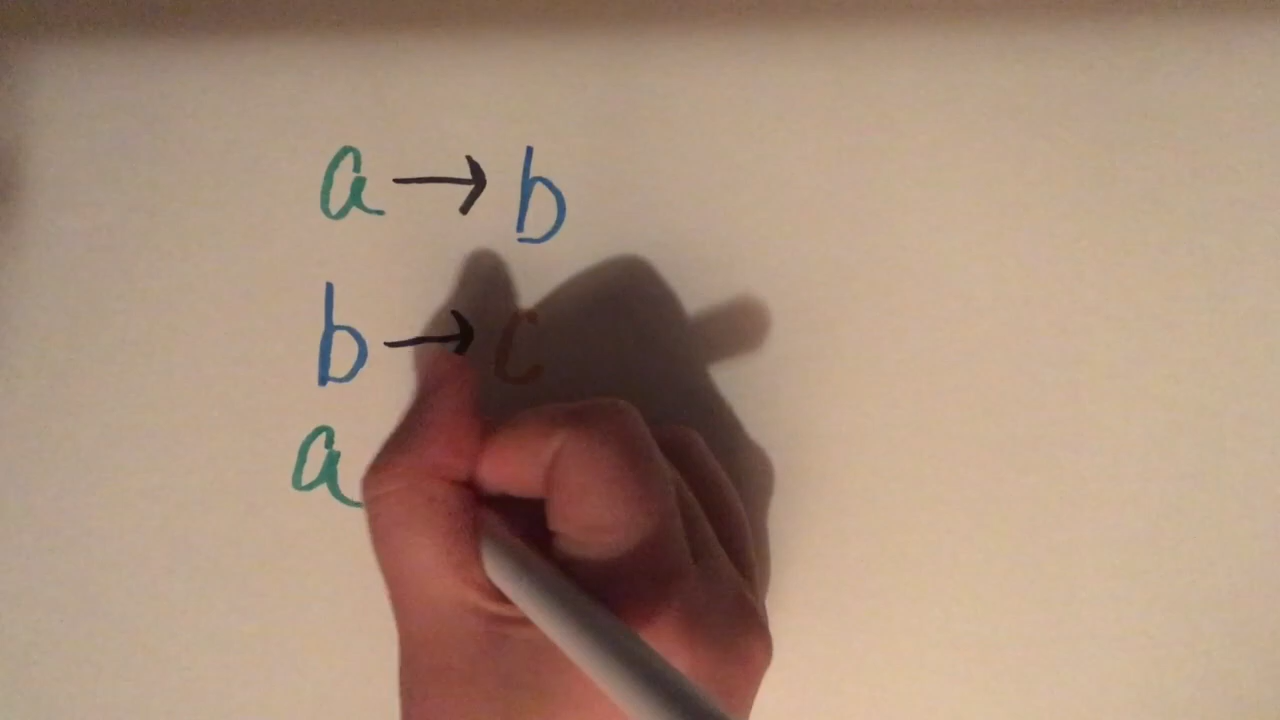 a → b
b → c
a